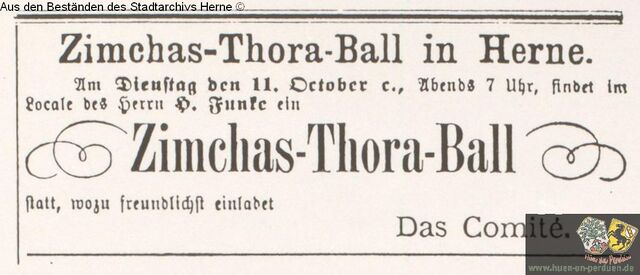 Aus den Beständen des Stadtarchivs Herne ©
Zimchas-Thora-Ball in Herne.
Am Dienstag den 11. October c., Abends 7 Uhr, findet im
Locale des Herrn H. Funke ein
Zimchas-Thora-Ball
statt, wozu freundlichst einladet
Das Comité.
www.huen-un-perduen.de